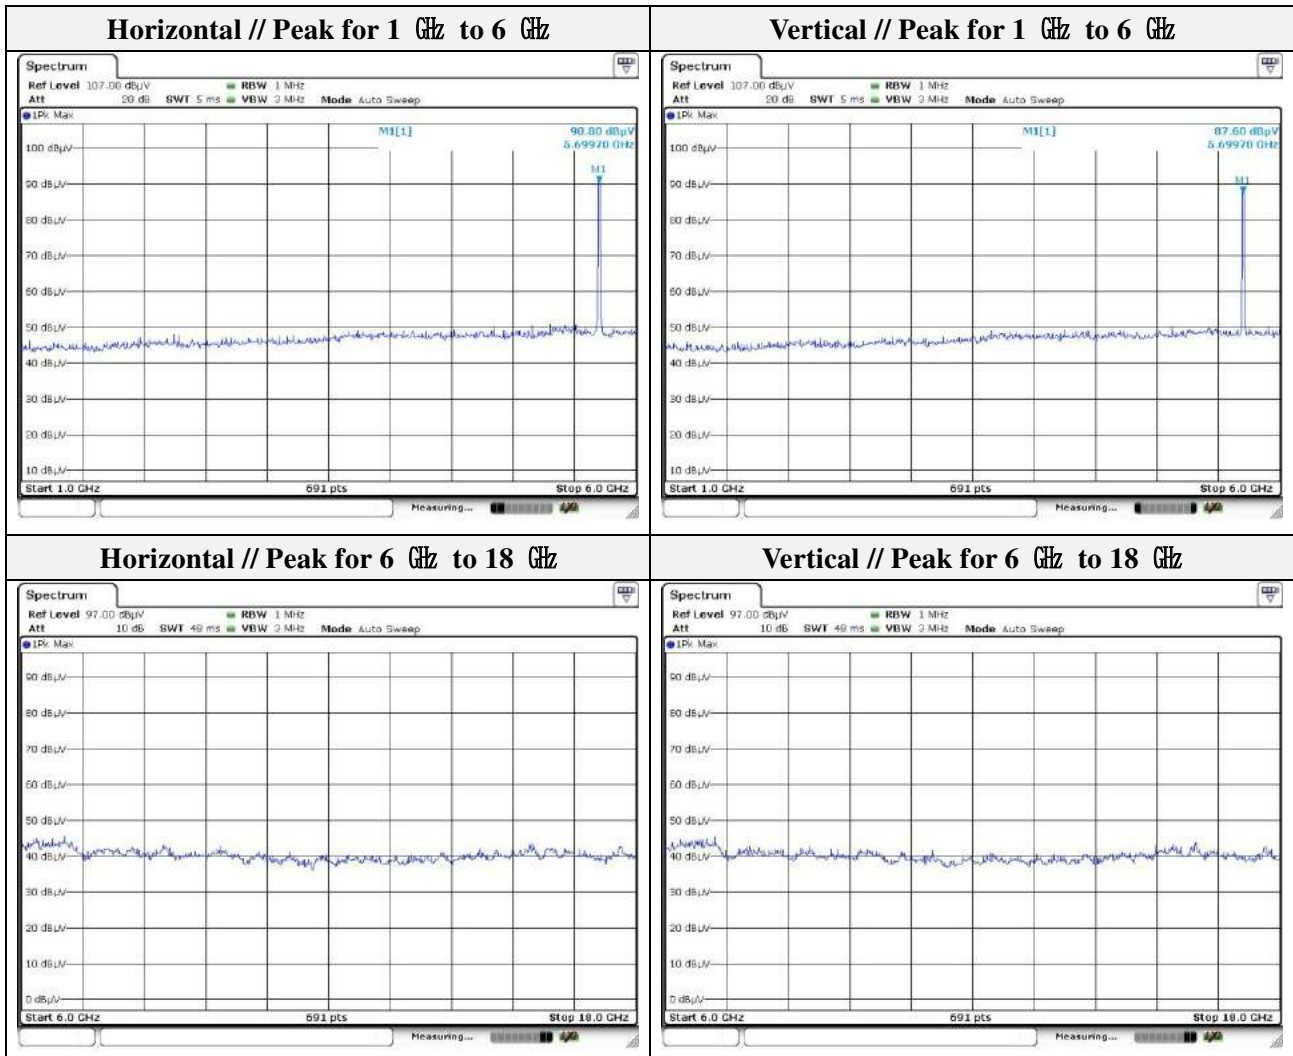 Horizontal // Peak for 1 ㎓ to 6 ㎓
Spectrum
Ref Level 107.00 dBµV RBW 1 MHz
Att 20 dB SWT 5 ms VBW 3 MHz Mode Auto Sweep
1Pk Max
M1[1] 90.80 dBµV
5.69970 GHz
M1
100 dBµV
90 dBµV
80 dBµV
70 dBµV
60 dBµV
50 dBµV
40 dBµV
30 dBµV
20 dBµV
10 dBµV
Start 1.0 GHz 691 pts Stop 6.0 GHz
Measuring...
Vertical // Peak for 1 ㎓ to 6 ㎓
Spectrum
Ref Level 107.00 dBµV RBW 1 MHz
Att 20 dB SWT 5 ms VBW 3 MHz Mode Auto Sweep
1Pk Max
M1[1] 87.60 dBµV
5.69970 GHz
M1
100 dBµV
90 dBµV
80 dBµV
70 dBµV
60 dBµV
50 dBµV
40 dBµV
30 dBµV
20 dBµV
10 dBµV
Start 1.0 GHz 691 pts Stop 6.0 GHz
Measuring...
Horizontal // Peak for 6 ㎓ to 18 ㎓
Spectrum
Ref Level 97.00 dBµV RBW 1 MHz
Att 10 dB SWT 48 ms VBW 3 MHz Mode Auto Sweep
1Pk Max
90 dBµV
80 dBµV
70 dBµV
60 dBµV
50 dBµV
40 dBµV
30 dBµV
20 dBµV
10 dBµV
0 dBµV
Start 6.0 GHz 691 pts Stop 18.0 GHz
Measuring...
Vertical // Peak for 6 ㎓ to 18 ㎓
Spectrum
Ref Level 97.00 dBµV RBW 1 MHz
Att 10 dB SWT 48 ms VBW 3 MHz Mode Auto Sweep
1Pk Max
90 dBµV
80 dBµV
70 dBµV
60 dBµV
50 dBµV
40 dBµV
30 dBµV
20 dBµV
10 dBµV
0 dBµV
Start 6.0 GHz 691 pts Stop 18.0 GHz
Measuring...